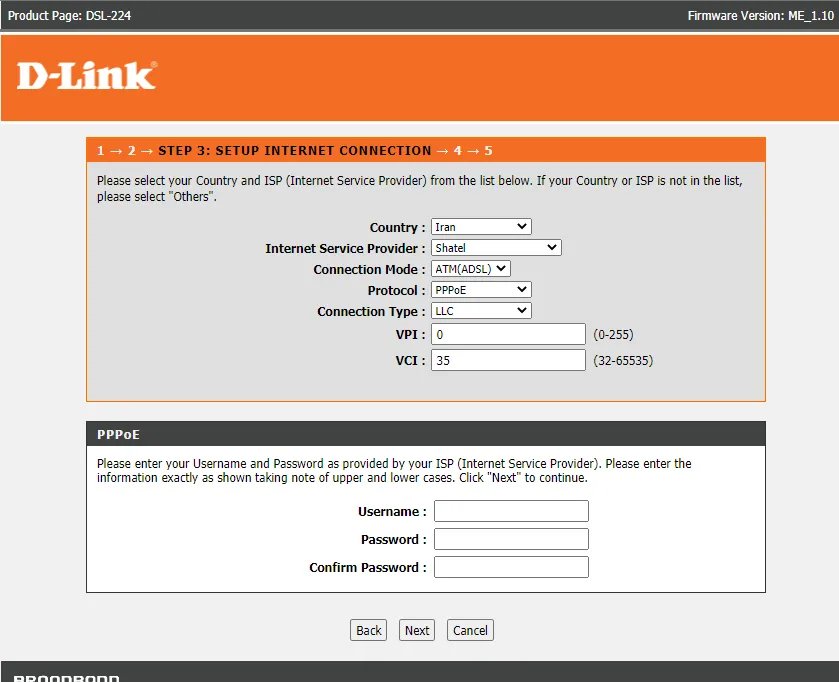 Product Page: DSL-224 Firmware Version: ME_1.10
D-Link®
1 → 2 → STEP 3: SETUP INTERNET CONNECTION → 4 → 5
Please select your Country and ISP (Internet Service Provider) from the list below. If your Country or ISP is not in the list,
please select "Others".
Country : Iran
Internet Service Provider : Shatel
Connection Mode : ATM(ADSL)
Protocol : PPPoE
Connection Type : LLC
VPI : 0 (0-255)
VCI : 35 (32-65535)
PPPoE
Please enter your Username and Password as provided by your ISP (Internet Service Provider). Please enter the
information exactly as shown taking note of upper and lower cases. Click "Next" to continue.
Username :
Password :
Confirm Password :
Back Next Cancel
BROADBAND